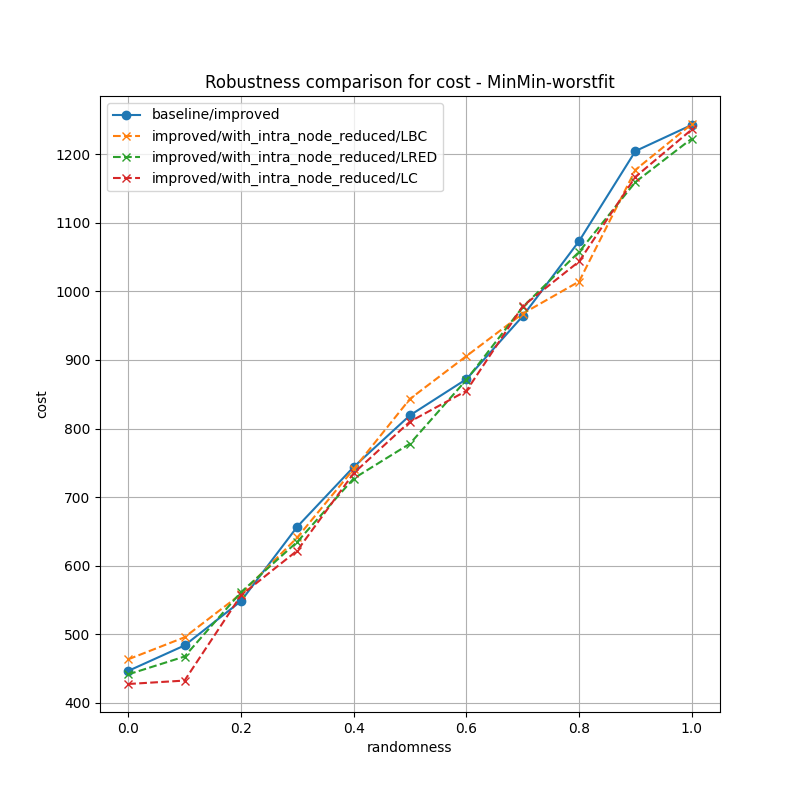 Robustness comparison for cost - MinMin-worstfit
baseline/improved
improved/with_intra_node_reduced/LBC
improved/with_intra_node_reduced/LRED
improved/with_intra_node_reduced/LC
1200
1100
1000
900
800
700
600
500
400
cost
0.0 0.2 0.4 0.6 0.8 1.0
randomness